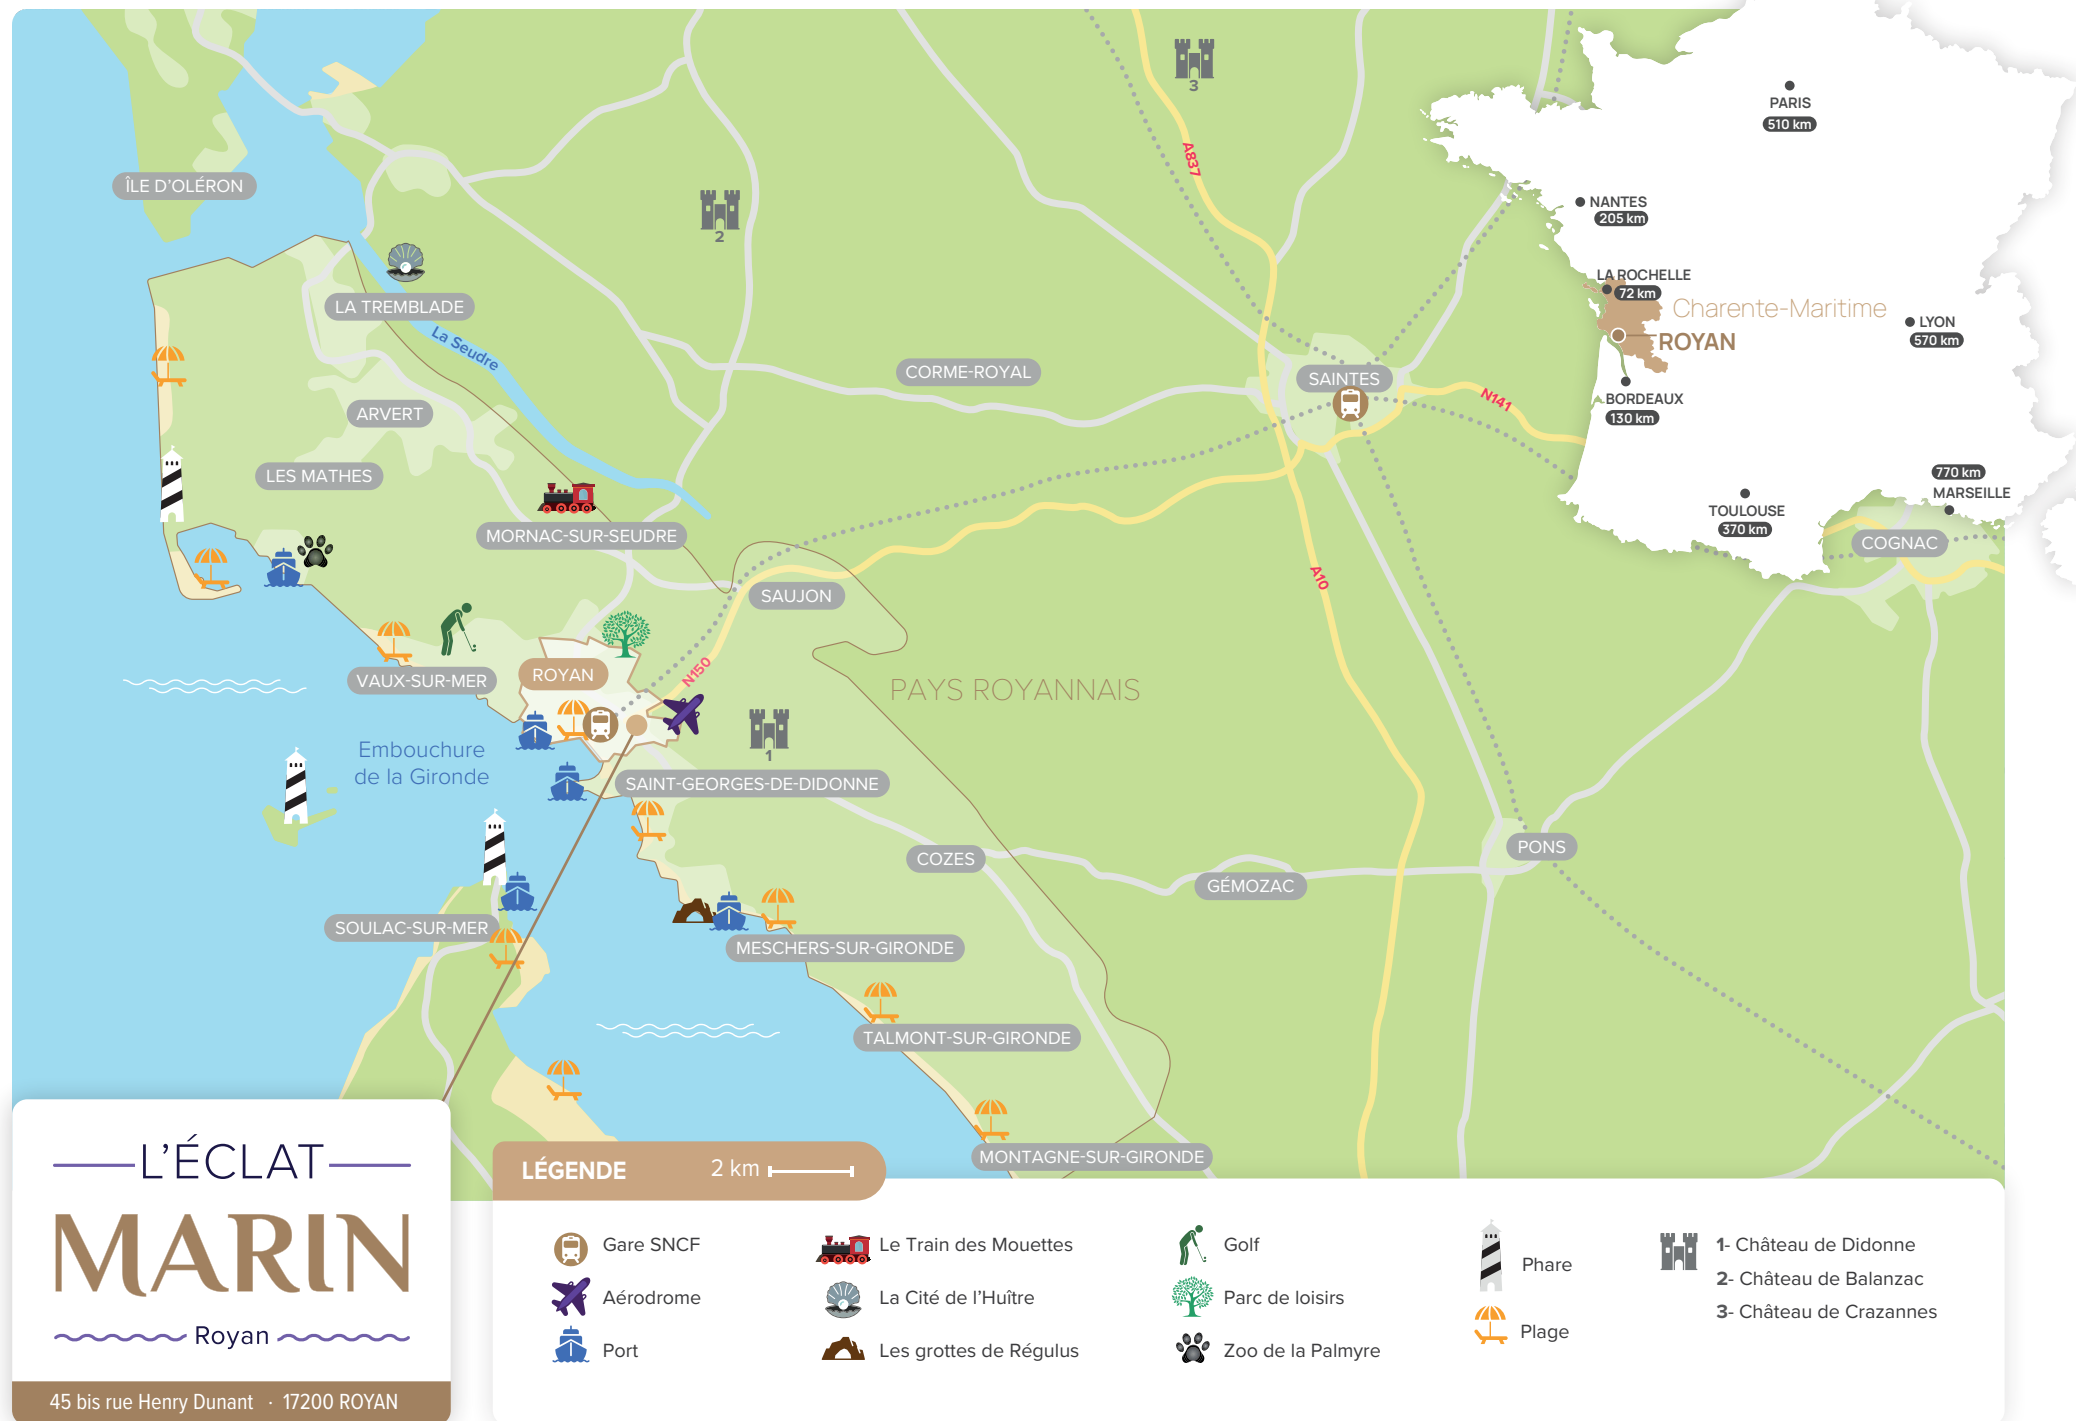 3
A837
PARIS
510 km
ÎLE D'OLÉRON
2
NANTES
205 km
LA TREMBLADE
La Seudre
LA ROCHELLE
72 km
Charente-Maritime
ROYAN
LYON
570 km
CORME-ROYAL
SAINTES
N141
BORDEAUX
130 km
ARVERT
LES MATHES
770 km
MARSEILLE
TOULOUSE
370 km
MORNAC-SUR-SEUDRE
COGNAC
A10
SAUJON
ROYAN
N150
VAUX-SUR-MER
PAYS ROYANNAIS
Embouchure
de la Gironde
1
SAINT-GEORGES-DE-DIDONNE
COZES
PONS
GÉMOZAC
SOULAC-SUR-MER
MESCHERS-SUR-GIRONDE
TALMONT-SUR-GIRONDE
MONTAGNE-SUR-GIRONDE
L'ÉCLAT
MARIN
Royan
45 bis rue Henry Dunant · 17200 ROYAN
LÉGENDE
2 km
Gare SNCF
Aérodrome
Port
Le Train des Mouettes
La Cité de l'Huître
Les grottes de Régulus
Golf
Parc de loisirs
Zoo de la Palmyre
Phare
Plage
1- Château de Didonne
2- Château de Balanzac
3- Château de Crazannes